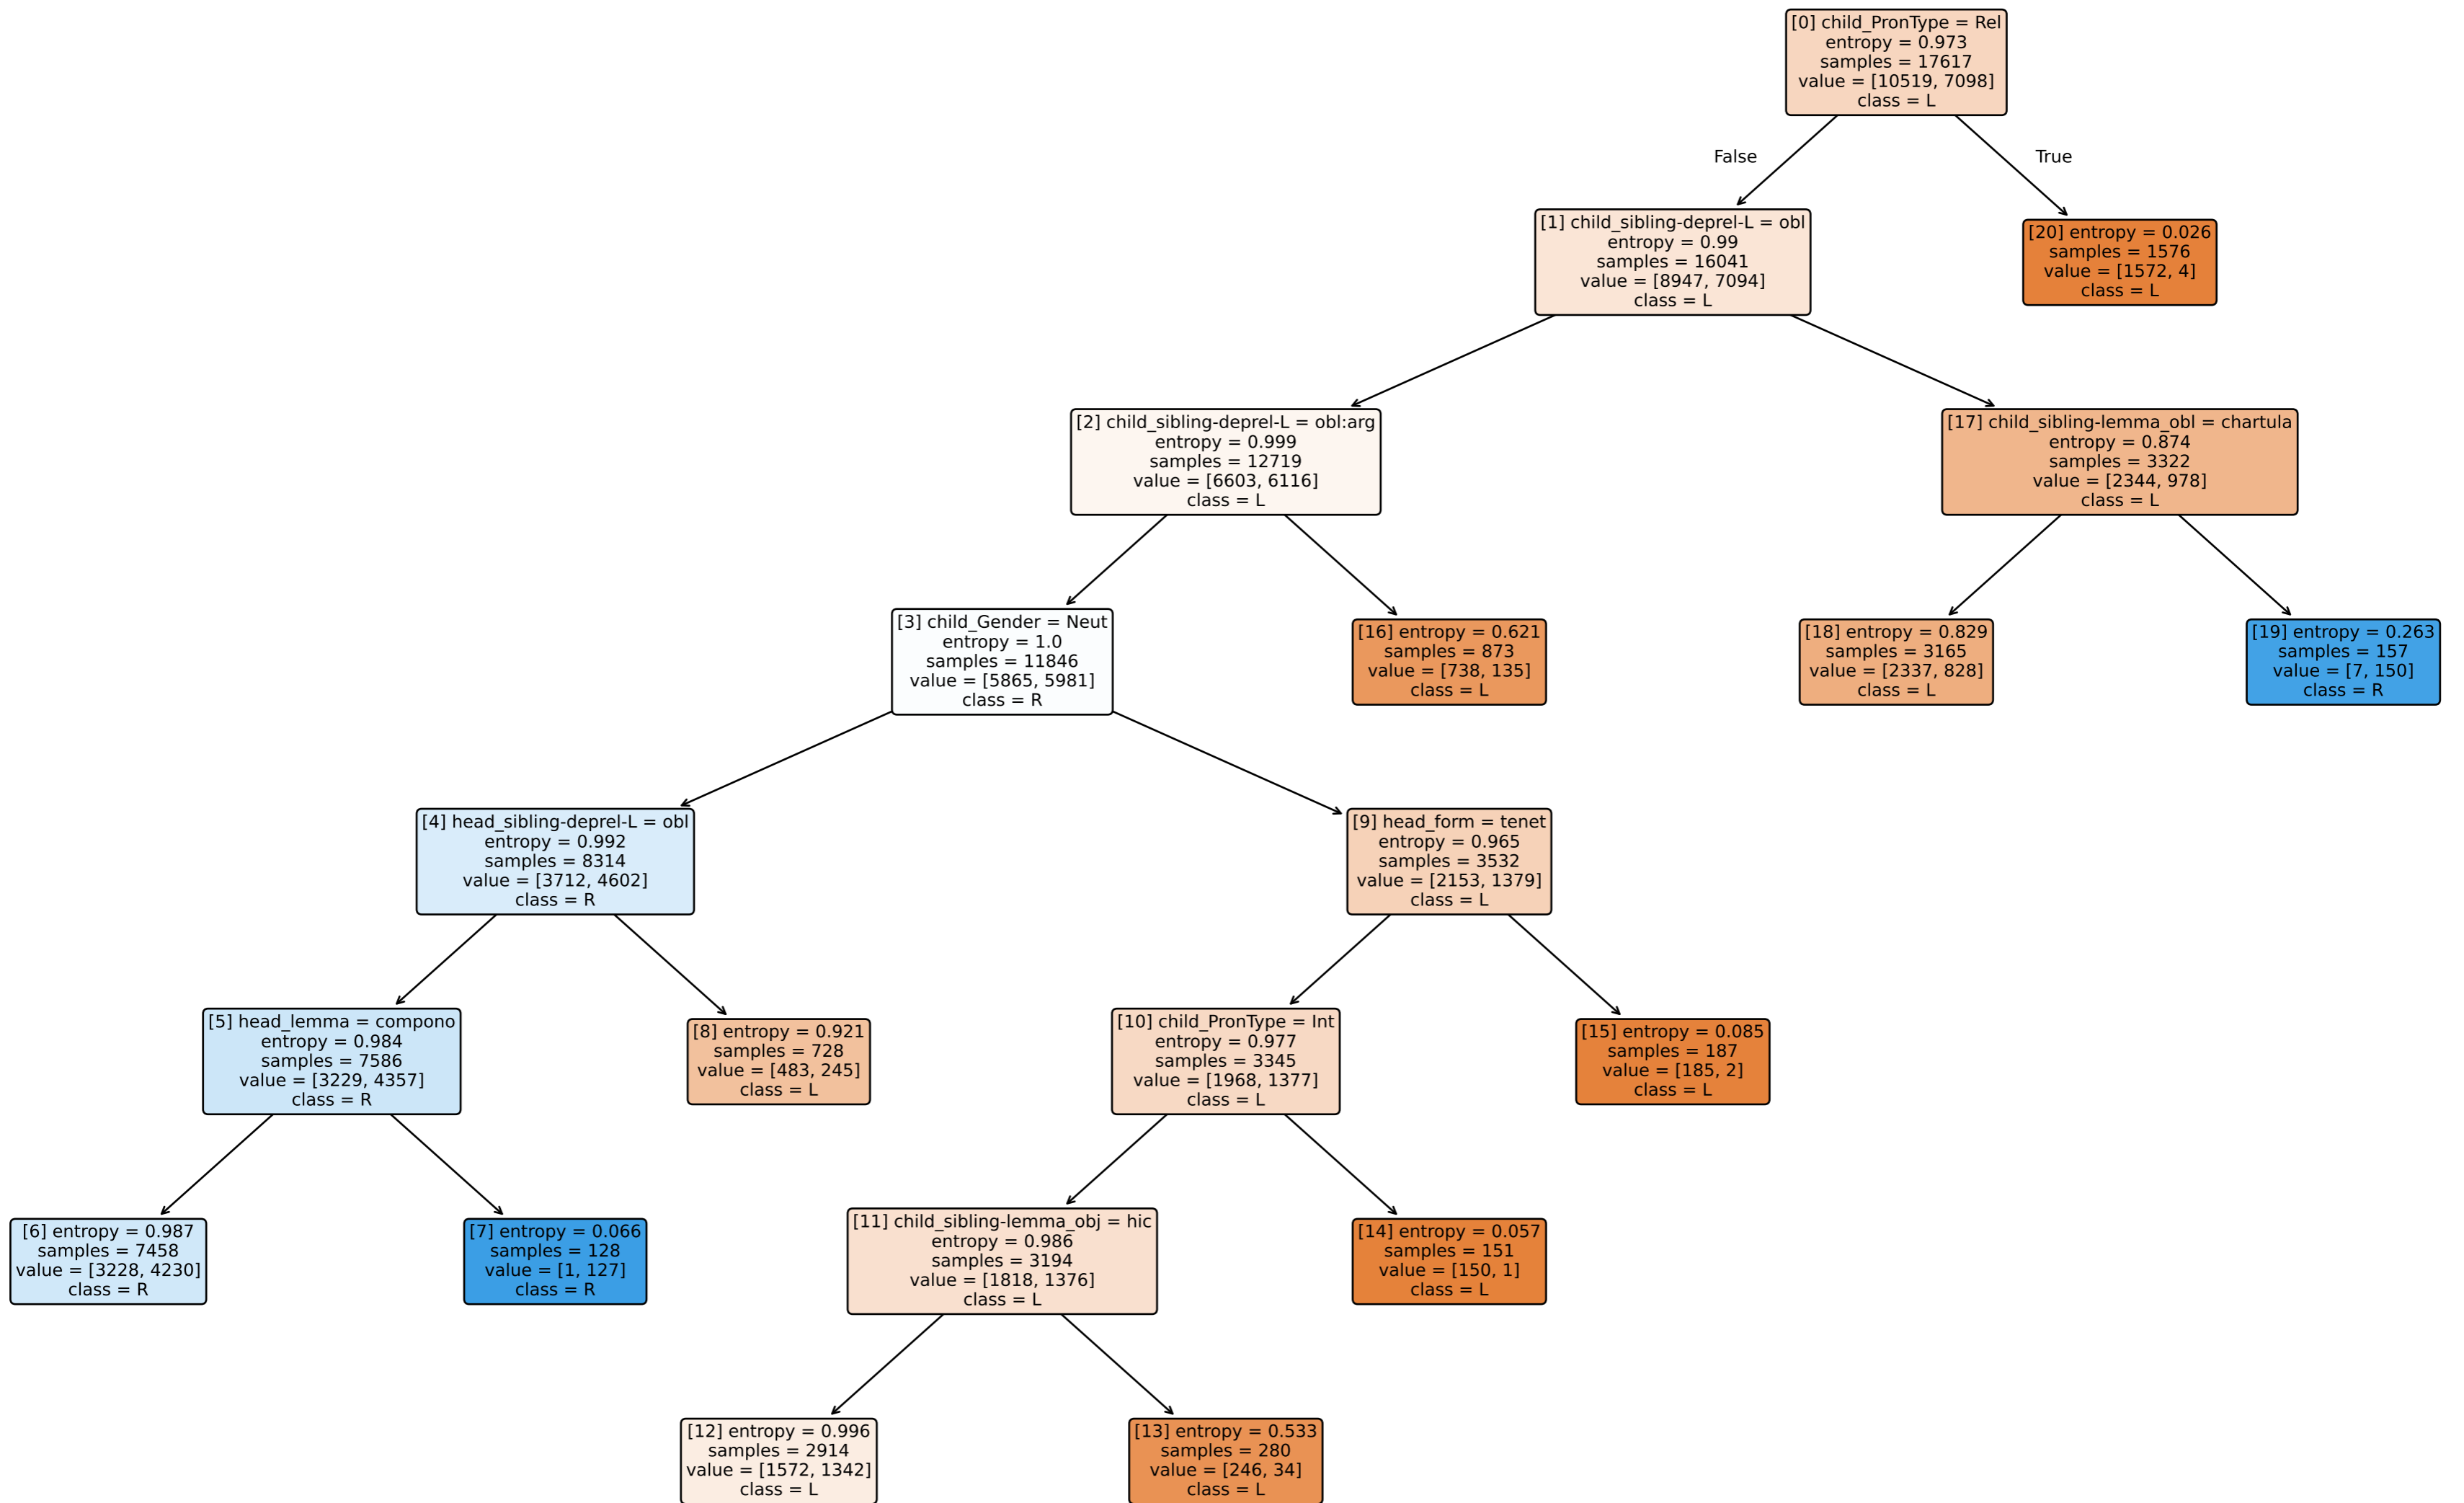 [0] child_PronType = Rel
entropy = 0.973
samples = 17617
value = [10519, 7098]
class = L
False
True
[1] child_sibling-deprel-L = obl
entropy = 0.99
samples = 16041
value = [8947, 7094]
class = L
[20] entropy = 0.026
samples = 1576
value = [1572, 4]
class = L
[2] child_sibling-deprel-L = obl:arg
entropy = 0.999
samples = 12719
value = [6603, 6116]
class = L
[17] child_sibling-lemma_obl = chartula
entropy = 0.874
samples = 3322
value = [2344, 978]
class = L
[3] child_Gender = Neut
entropy = 1.0
samples = 11846
value = [5865, 5981]
class = R
[16] entropy = 0.621
samples = 873
value = [738, 135]
class = L
[18] entropy = 0.829
samples = 3165
value = [2337, 828]
class = L
[19] entropy = 0.263
samples = 157
value = [7, 150]
class = R
[4] head_sibling-deprel-L = obl
entropy = 0.992
samples = 8314
value = [3712, 4602]
class = R
[9] head_form = tenet
entropy = 0.965
samples = 3532
value = [2153, 1379]
class = L
[5] head_lemma = compono
entropy = 0.984
samples = 7586
value = [3229, 4357]
class = R
[8] entropy = 0.921
samples = 728
value = [483, 245]
class = L
[10] child_PronType = Int
entropy = 0.977
samples = 3345
value = [1968, 1377]
class = L
[15] entropy = 0.085
samples = 187
value = [185, 2]
class = L
[6] entropy = 0.987
samples = 7458
value = [3228, 4230]
class = R
[7] entropy = 0.066
samples = 128
value = [1, 127]
class = R
[11] child_sibling-lemma_obj = hic
entropy = 0.986
samples = 3194
value = [1818, 1376]
class = L
[14] entropy = 0.057
samples = 151
value = [150, 1]
class = L
[12] entropy = 0.996
samples = 2914
value = [1572, 1342]
class = L
[13] entropy = 0.533
samples = 280
value = [246, 34]
class = L